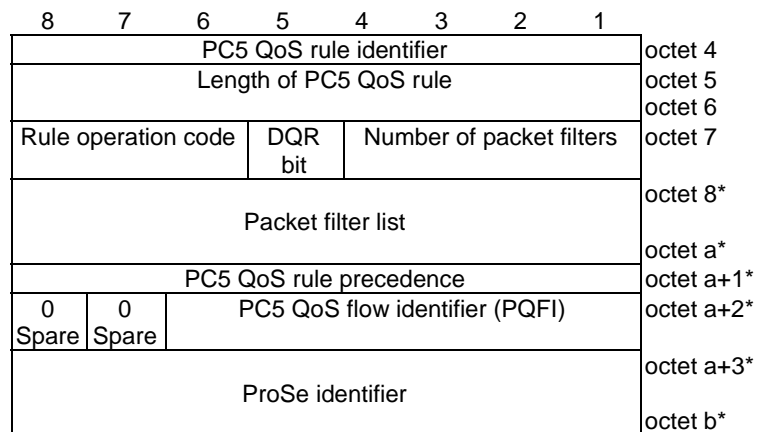 8 7 6 5 4 3 2 1
PC5 QoS rule identifier octet 4
Length of PC5 QoS rule octet 5
octet 6
Rule operation code DQR Number of packet filters octet 7
bit
octet 8*
Packet filter list
octet a*
PC5 QoS rule precedence octet a+1*
0 0 PC5 QoS flow identifier (PQFI) octet a+2*
Spare Spare
octet a+3*
ProSe identifier
octet b*